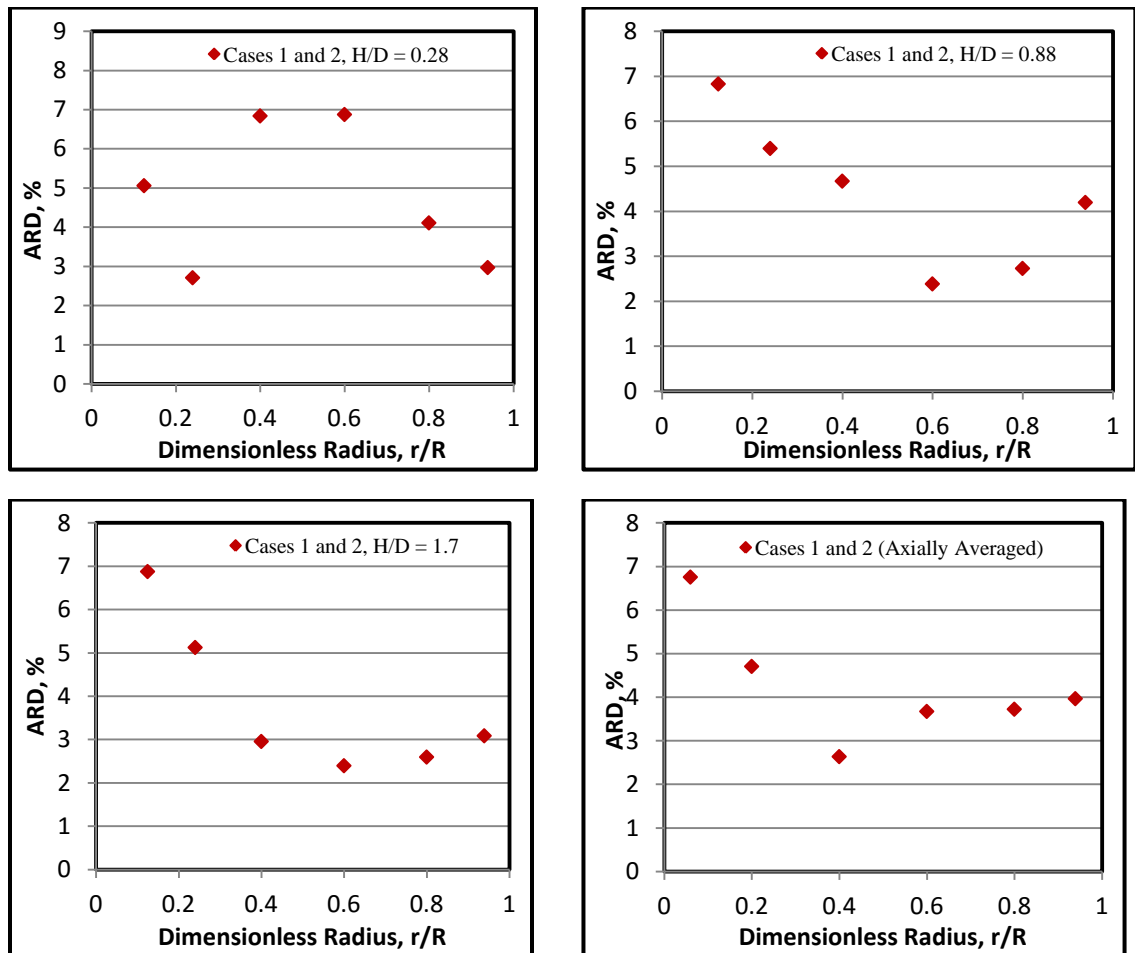 9
8
7
6
5
4
3
2
1
0
ARD, %
Cases 1 and 2, H/D = 0.28
0 0.2 0.4 0.6 0.8 1
Dimensionless Radius, r/R
8
7
6
5
4
3
2
1
0
ARD, %
Cases 1 and 2, H/D = 0.88
0 0.2 0.4 0.6 0.8 1
Dimensionless Radius, r/R
8
7
6
5
4
3
2
1
0
ARD, %
Cases 1 and 2, H/D = 1.7
0 0.2 0.4 0.6 0.8 1
Dimensionless Radius, r/R
8
7
6
5
4
3
2
1
0
ARD, %
Cases 1 and 2 (Axially Averaged)
0 0.2 0.4 0.6 0.8 1
Dimensionless Radius, r/R